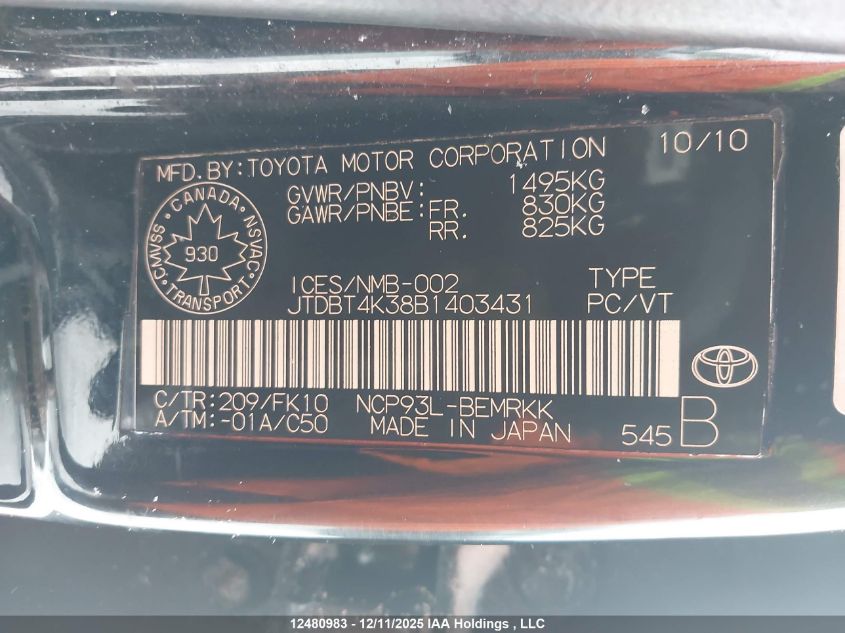 MFD.BY:TOYOTA MOTOR CORPORATION 10/10
GVWR/PNBV: 1495KG
GAWR/PNBE:FR. 830KG
RR. 825KG
CMVSS · CANADA · NSVAC · TRANSPORT ·
930
ICES/NMB-002 TYPE
JTDBT4K38B1403431 PC/VT
C/TR:209/FK10 NCP93L-BEMRKK
A/TM:-01A/C50 MADE IN JAPAN 545 B
12480983 - 12/11/2025 IAA Holdings , LLC